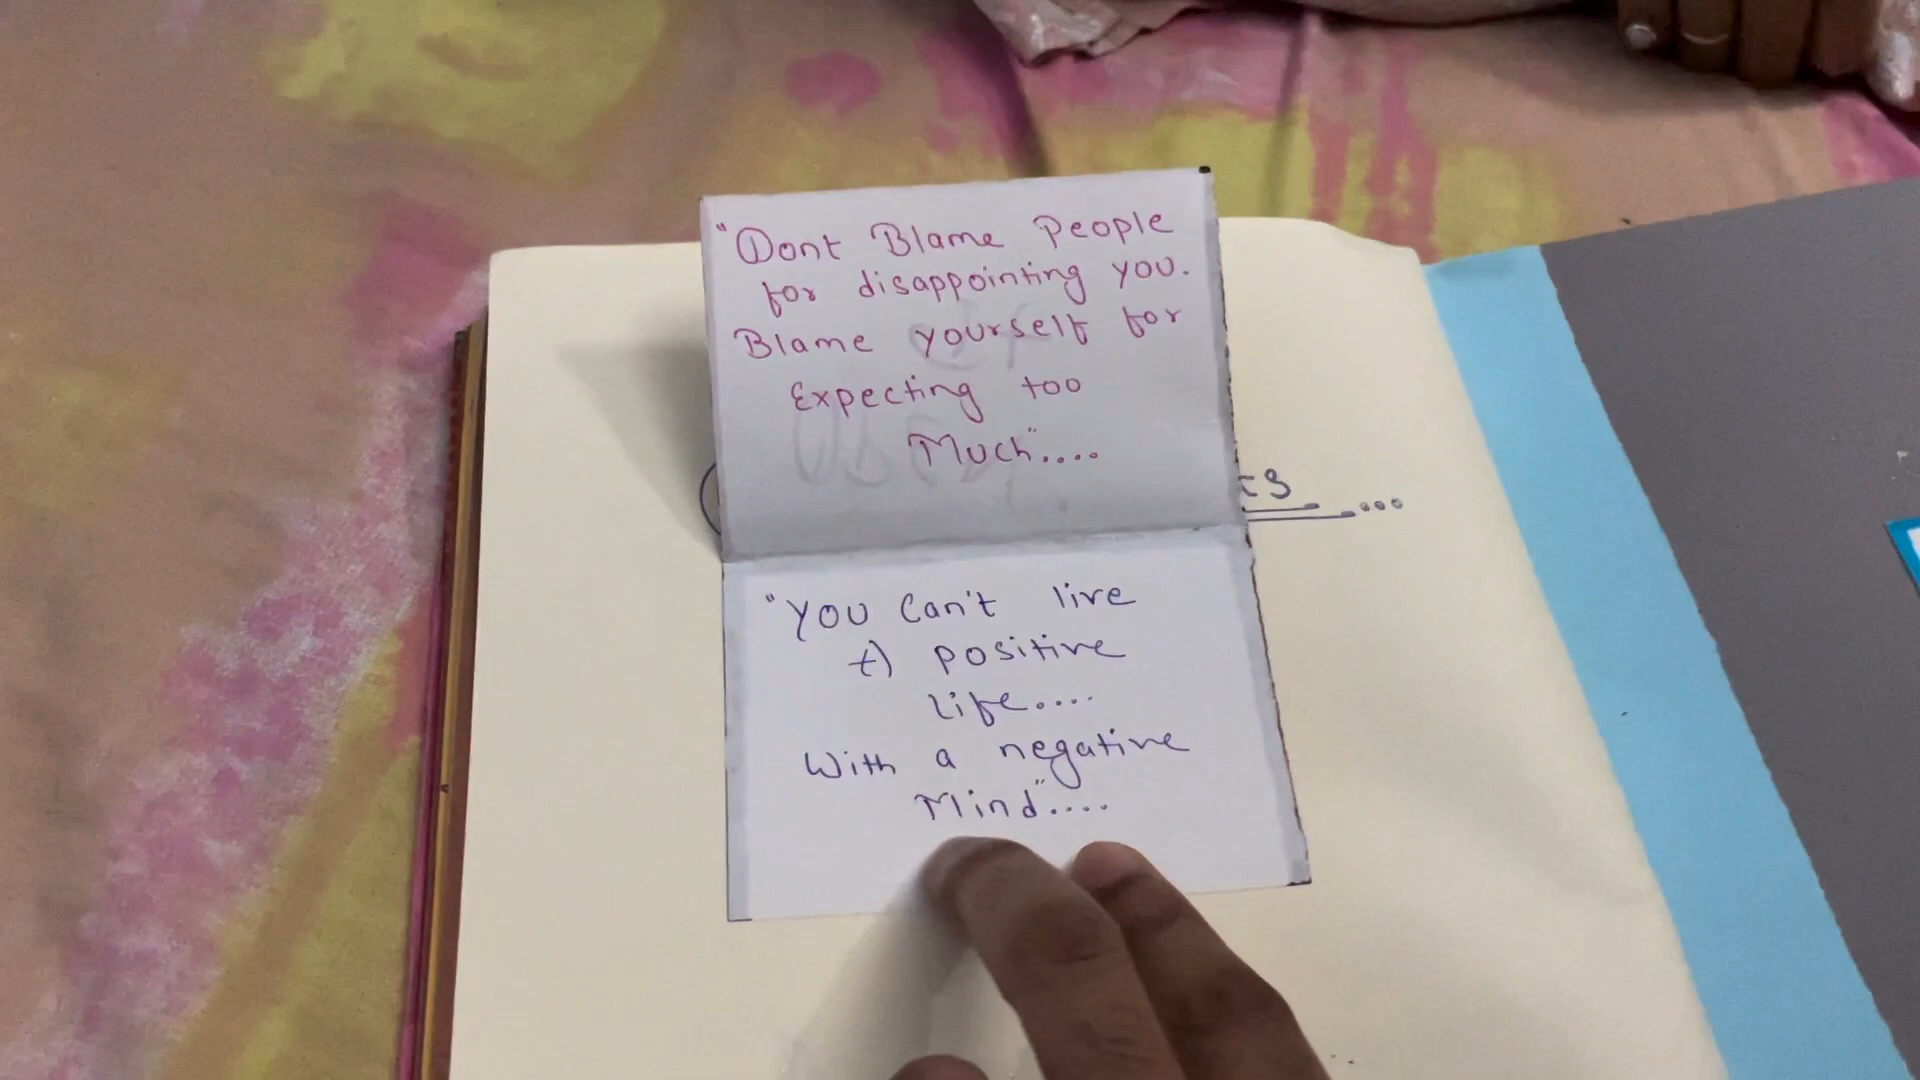 "Dont Blame People
for disappointing you.
Blame yourself for
Expecting too
Much"....
"You Can't live
positive
life....
With a negative
Mind"....